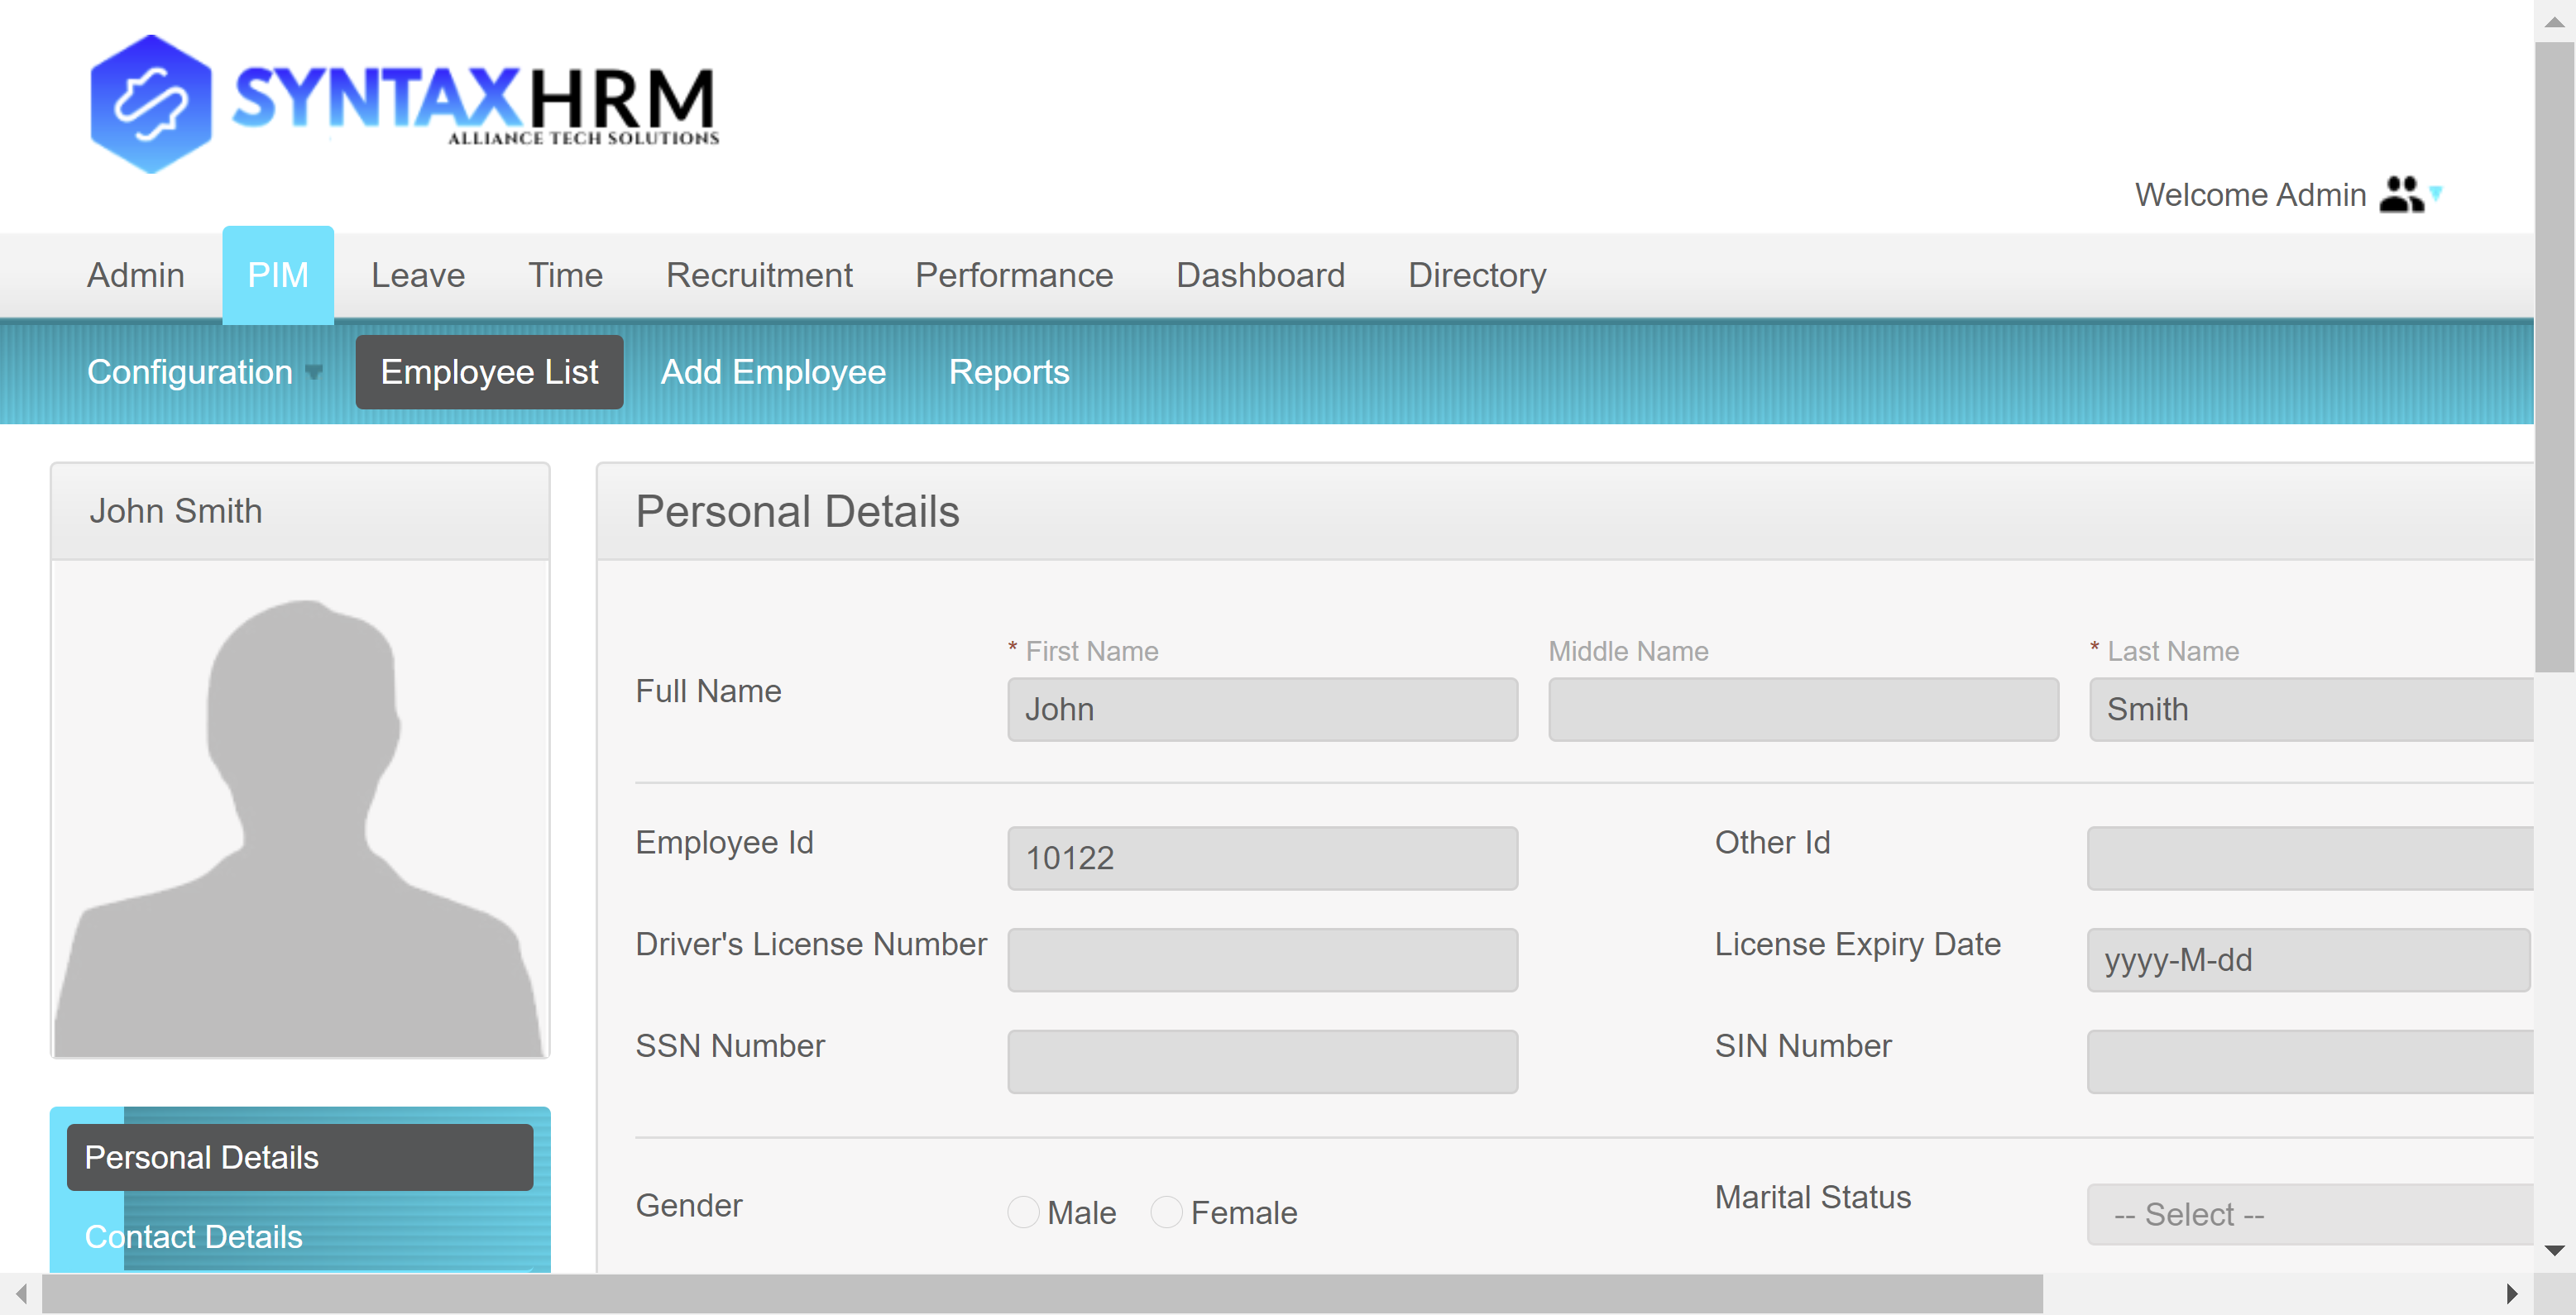 SYNTAXHRM
ALLIANCE TECH SOLUTIONS
Welcome Admin
Admin PIM Leave Time Recruitment Performance Dashboard Directory
Configuration Employee List Add Employee Reports
John Smith
Personal Details
* First Name Middle Name * Last Name
Full Name John Smith
Employee Id 10122 Other Id
Driver's License Number License Expiry Date yyyy-M-dd
SSN Number SIN Number
Gender Male Female Marital Status -- Select --
Personal Details
Contact Details